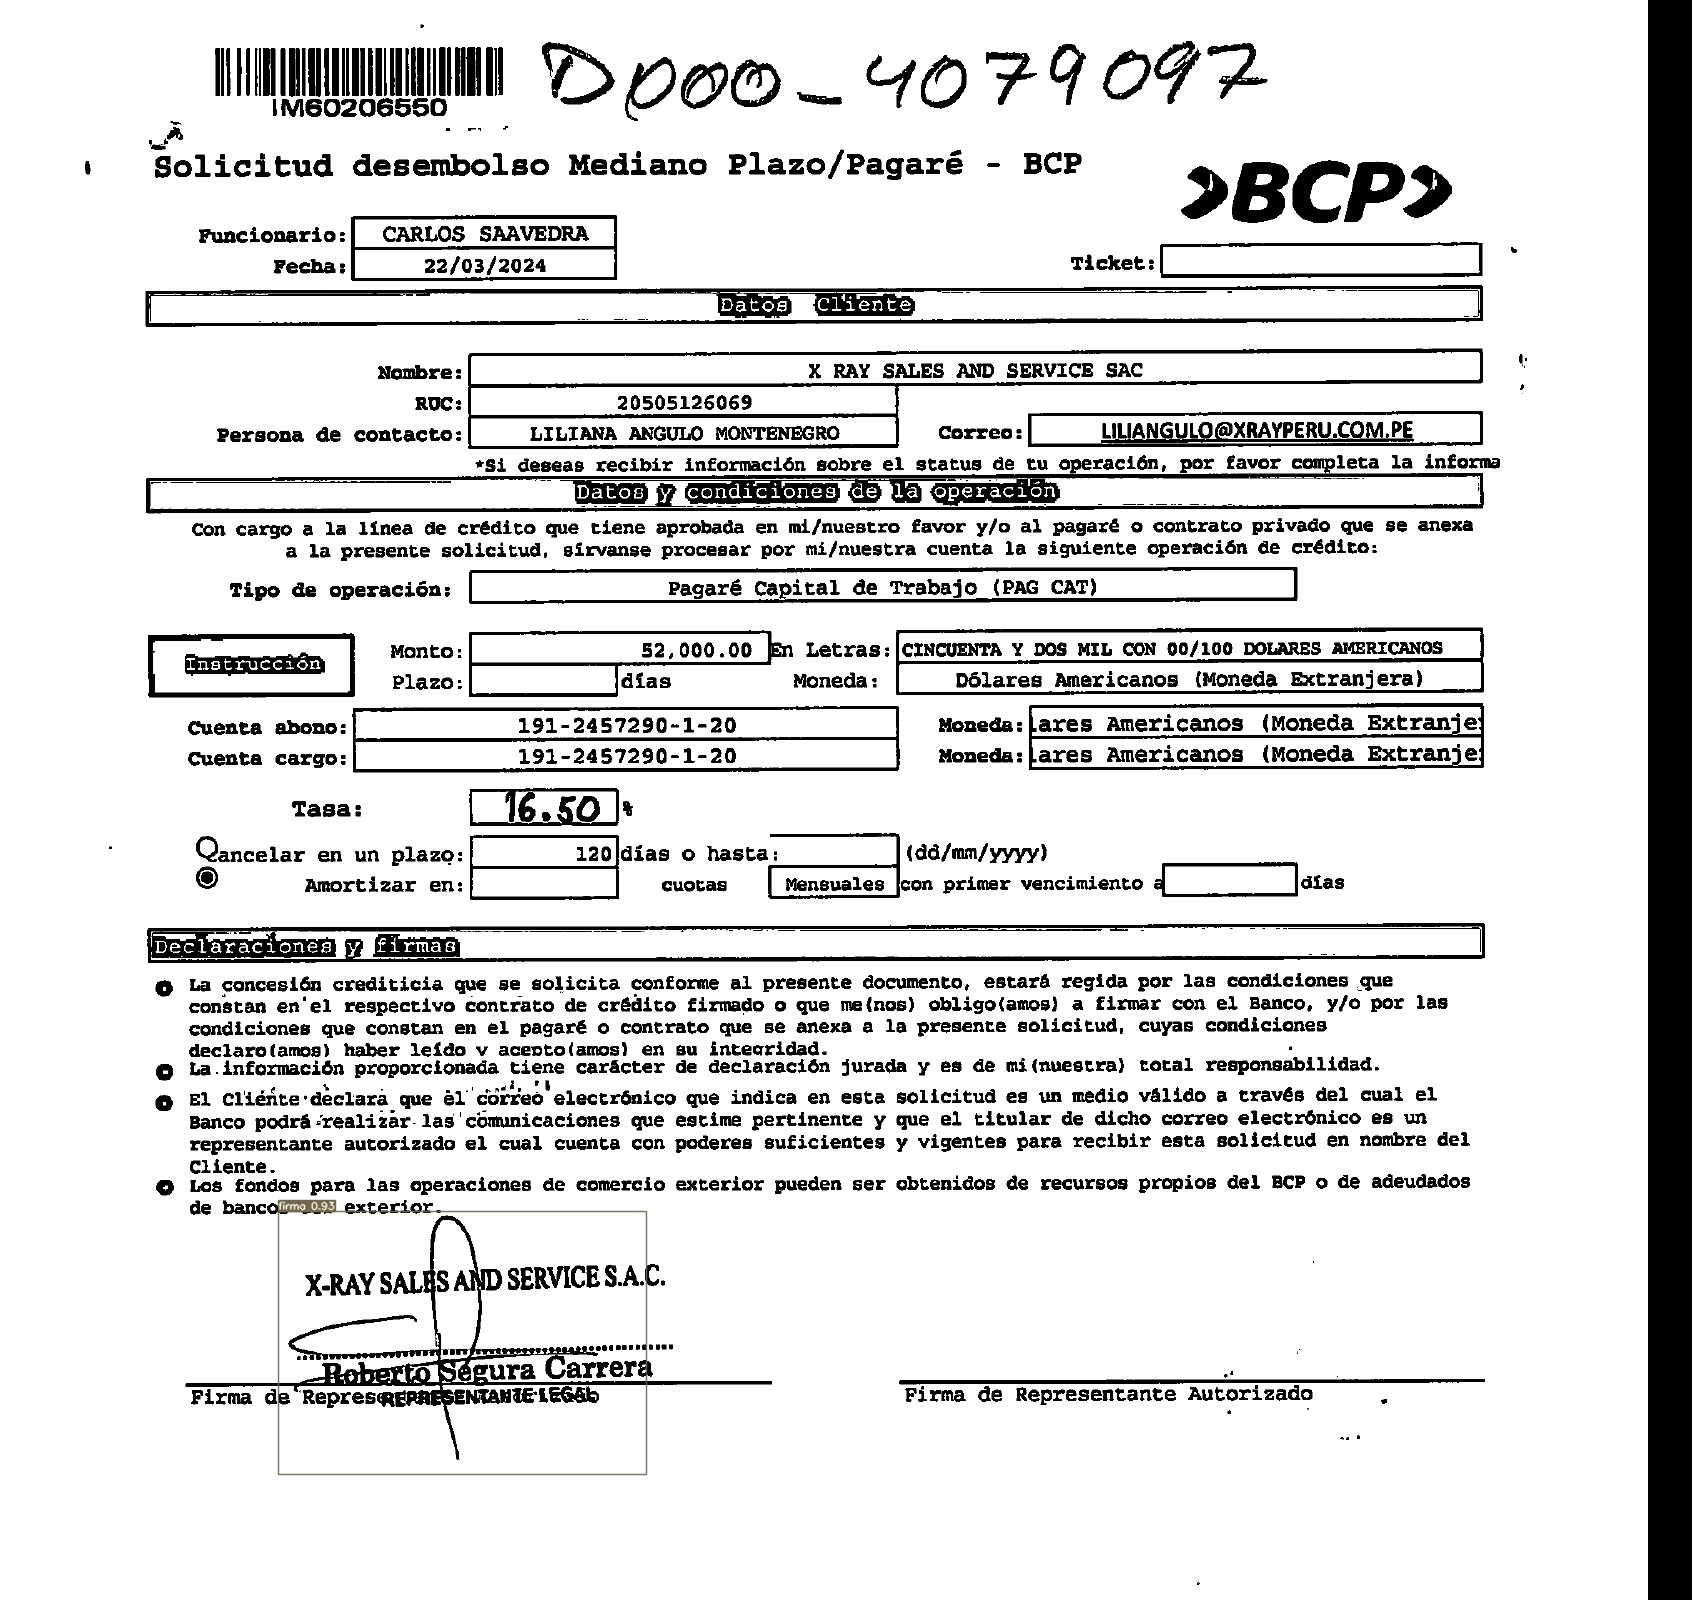 IM60206550
D000-4079097
Solicitud desembolso Mediano Plazo/Pagaré - BCP
BCP
Funcionario: CARLOS SAAVEDRA
Fecha: 22/03/2024
Ticket:
Datos Cliente
Nombre: X RAY SALES AND SERVICE SAC
RUC: 20505126069
Persona de contacto: LILIANA ANGULO MONTENEGRO Correo: LILIANGULO@XRAYPERU.COM.PE
*Si deseas recibir información sobre el status de tu operación, por favor completa la informa
Datos y condiciones de la operación
Con cargo a la línea de crédito que tiene aprobada en mi/nuestro favor y/o al pagaré o contrato privado que se anexa
a la presente solicitud, sírvanse procesar por mi/nuestra cuenta la siguiente operación de crédito:
Tipo de operación: Pagaré Capital de Trabajo (PAG CAT)
Instrucción
Monto: 52,000.00 En Letras: CINCUENTA Y DOS MIL CON 00/100 DOLARES AMERICANOS
Plazo: días Moneda: Dólares Americanos (Moneda Extranjera)
Cuenta abono: 191-2457290-1-20 Moneda: lares Americanos (Moneda Extranje
Cuenta cargo: 191-2457290-1-20 Moneda: lares Americanos (Moneda Extranje
Tasa: 16.50 %
Cancelar en un plazo: 120 días o hasta: (dd/mm/yyyy)
Amortizar en: cuotas Mensuales con primer vencimiento a días
Declaraciones y firmas
La concesión crediticia que se solicita conforme al presente documento, estará regida por las condiciones que
constan en el respectivo contrato de crédito firmado o que me(nos) obligo(amos) a firmar con el Banco, y/o por las
condiciones que constan en el pagaré o contrato que se anexa a la presente solicitud, cuyas condiciones
declaro(amos) haber leído y acepto(amos) en su integridad.
La información proporcionada tiene carácter de declaración jurada y es de mi(nuestra) total responsabilidad.
El Cliente declara que el correo electrónico que indica en esta solicitud es un medio válido a través del cual el
Banco podrá realizar las comunicaciones que estime pertinente y que el titular de dicho correo electrónico es un
representante autorizado el cual cuenta con poderes suficientes y vigentes para recibir esta solicitud en nombre del
Cliente.
Los fondos para las operaciones de comercio exterior pueden ser obtenidos de recursos propios del BCP o de adeudados
de banco exterior.
firma 0.93
X-RAY SALES AND SERVICE S.A.C.
Roberto Segura Carrera
REPRESENTANTE LEGAL
Firma de
Firma de Representante Autorizado